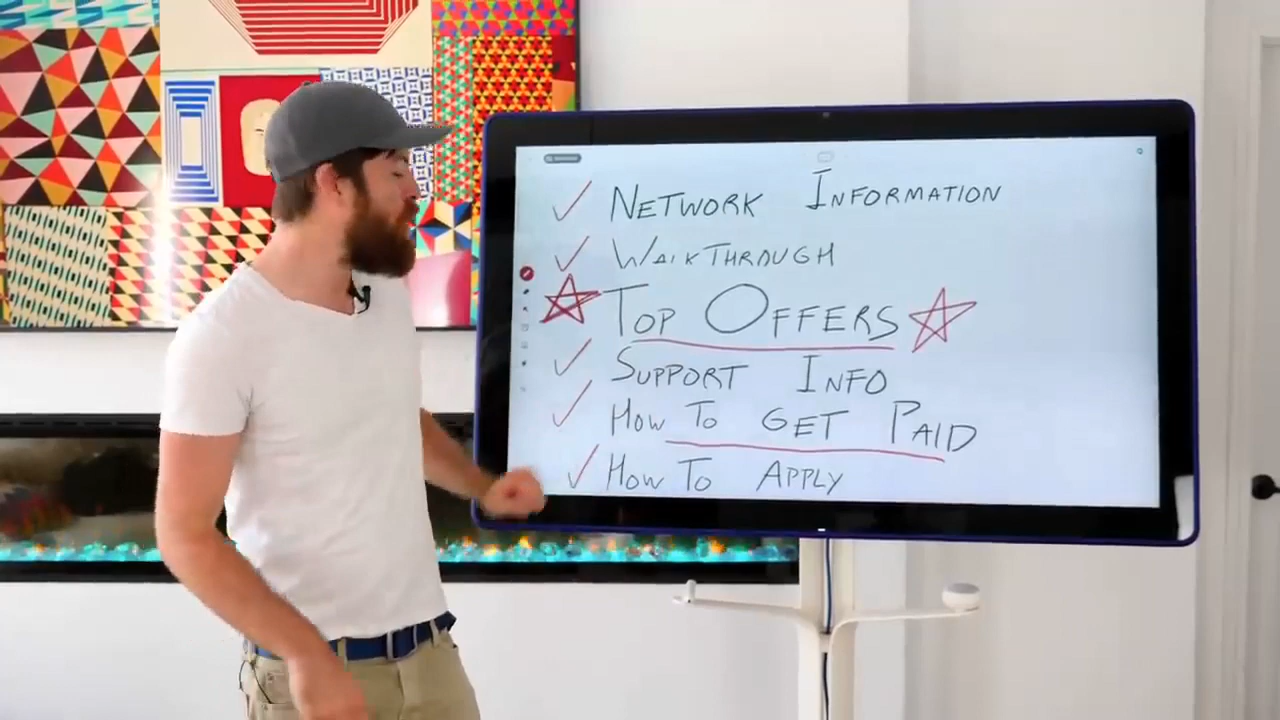 NETWORK INFORMATION
WALKTHROUGH
TOP OFFERS
SUPPORT INFO
HOW TO GET PAID
HOW TO APPLY